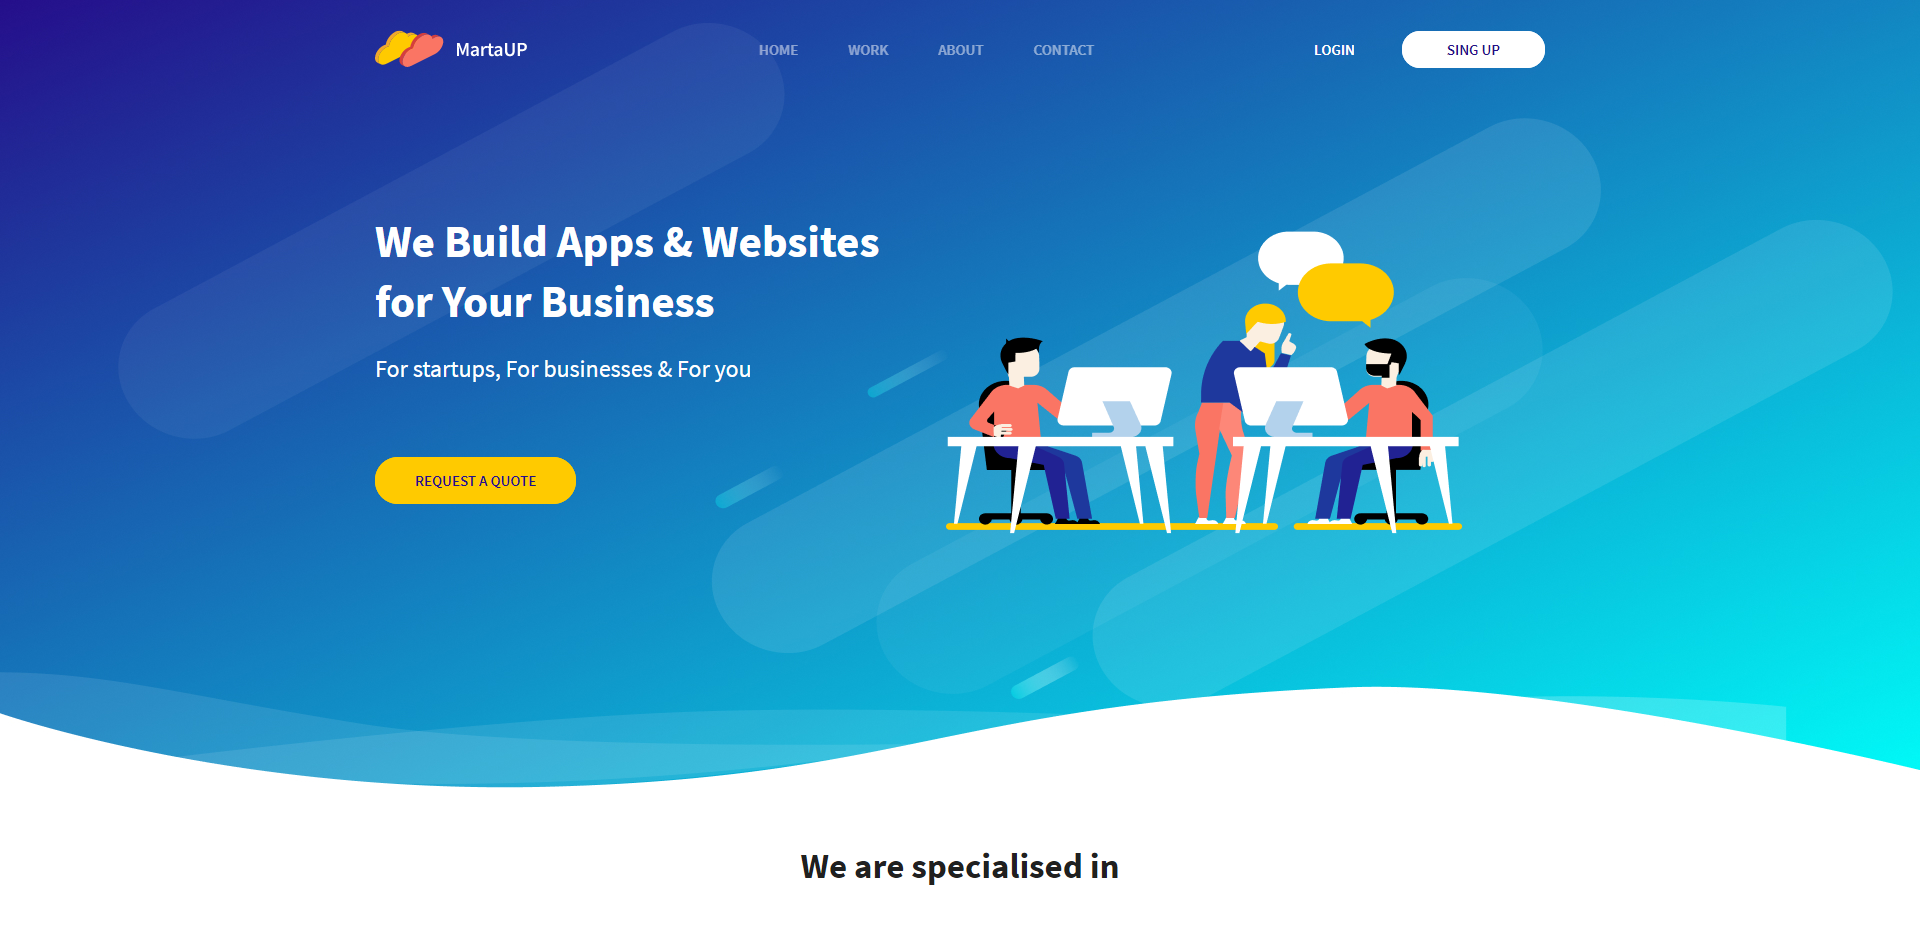 MartaUP
HOME WORK ABOUT CONTACT
LOGIN
SING UP
We Build Apps & Websites
for Your Business
For startups, For businesses & For you
REQUEST A QUOTE
We are specialised in